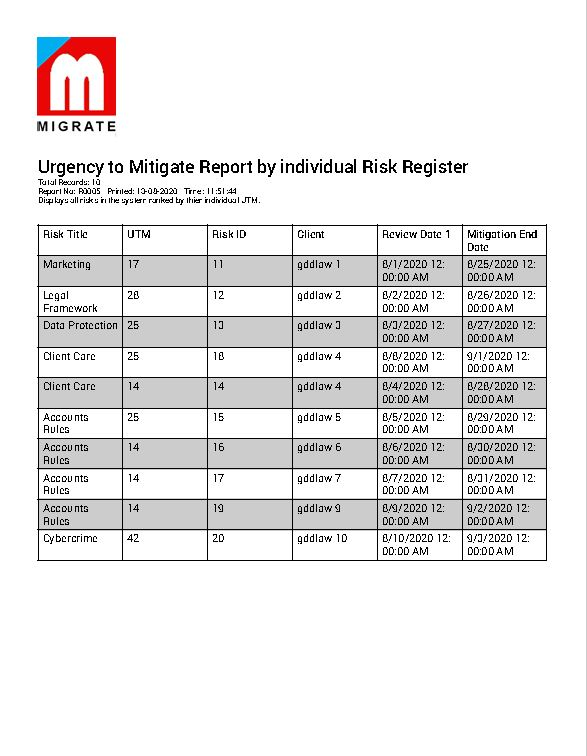 MIGRATE
Urgency to Mitigate Report by individual Risk Register
Total Records: 10
Report No: R0005 Printed: 13-08-2020 Time: 11:51:44
Displays all risks in the system ranked by thier individual UTM.
Risk Title UTM Risk ID Client Review Date 1 Mitigation End
Date
Marketing 17 11 gddlaw 1 8/1/2020 12: 8/25/2020 12:
00:00 AM 00:00 AM
Legal 28 12 gddlaw 2 8/2/2020 12: 8/26/2020 12:
Framework 00:00 AM 00:00 AM
Data Protection 25 13 gddlaw 3 8/3/2020 12: 8/27/2020 12:
00:00 AM 00:00 AM
Client Care 25 18 gddlaw 4 8/8/2020 12: 9/1/2020 12:
00:00 AM 00:00 AM
Client Care 14 14 gddlaw 4 8/4/2020 12: 8/28/2020 12:
00:00 AM 00:00 AM
Accounts 25 15 gddlaw 5 8/5/2020 12: 8/29/2020 12:
Rules 00:00 AM 00:00 AM
Accounts 14 16 gddlaw 6 8/6/2020 12: 8/30/2020 12:
Rules 00:00 AM 00:00 AM
Accounts 14 17 gddlaw 7 8/7/2020 12: 8/31/2020 12:
Rules 00:00 AM 00:00 AM
Accounts 14 19 gddlaw 9 8/9/2020 12: 9/2/2020 12:
Rules 00:00 AM 00:00 AM
Cybercrime 42 20 gddlaw 10 8/10/2020 12: 9/3/2020 12:
00:00 AM 00:00 AM